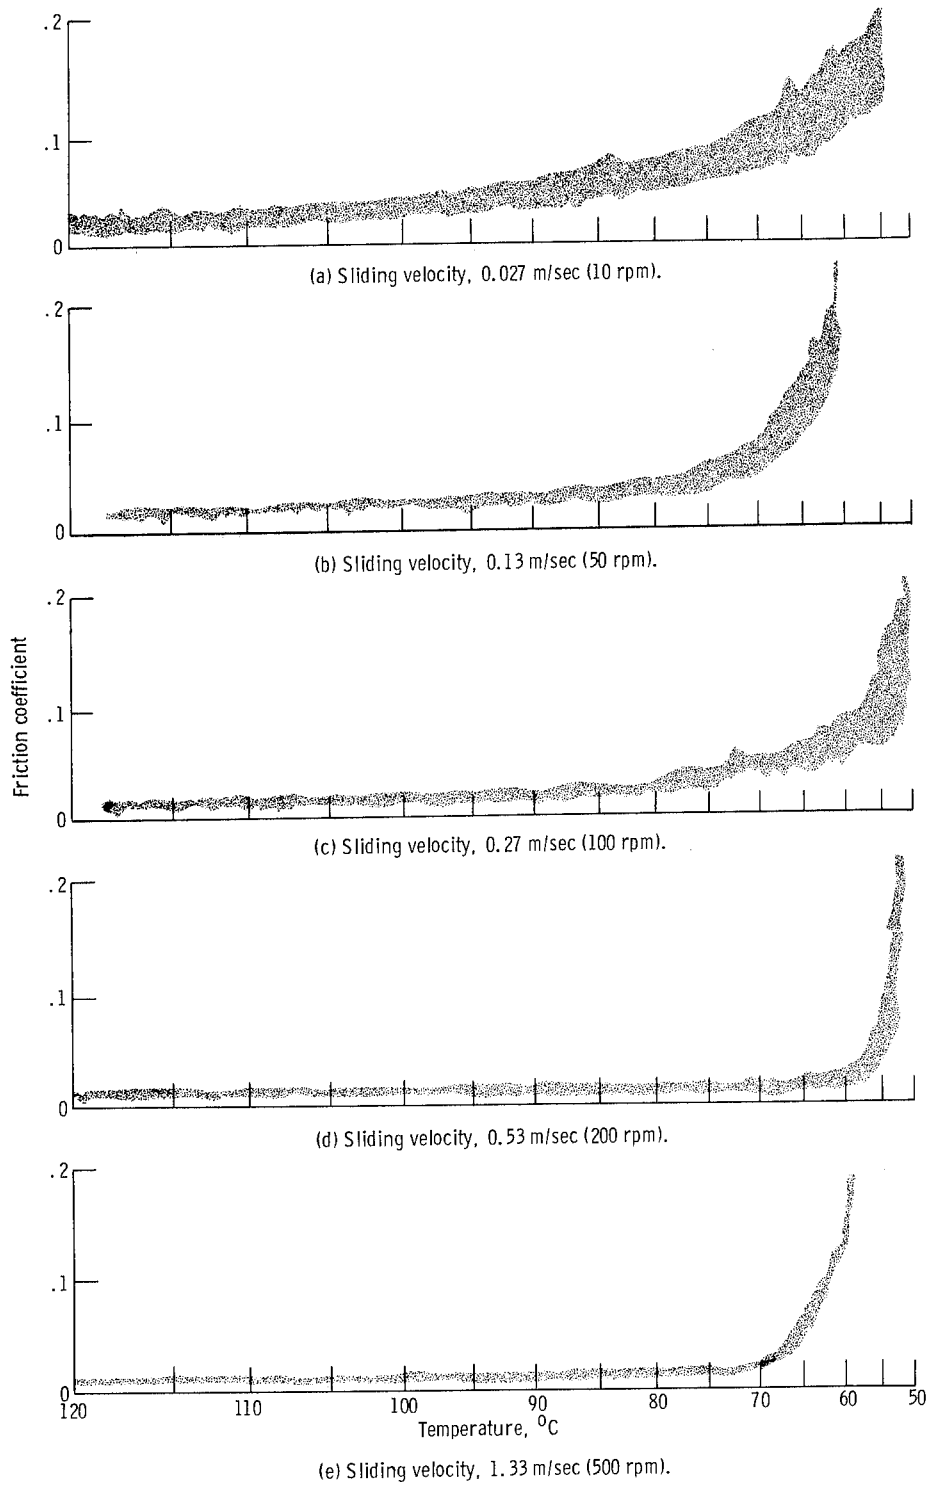 .2
.1
0
(a) Sliding velocity, 0.027 m/sec (10 rpm).
.2
.1
0
(b) Sliding velocity, 0.13 m/sec (50 rpm).
.2
.1
0
(c) Sliding velocity, 0.27 m/sec (100 rpm).
Friction coefficient
.2
.1
0
(d) Sliding velocity, 0.53 m/sec (200 rpm).
.2
.1
0
120 110 100 90 80 70 60 50
Temperature, °C
(e) Sliding velocity, 1.33 m/sec (500 rpm).